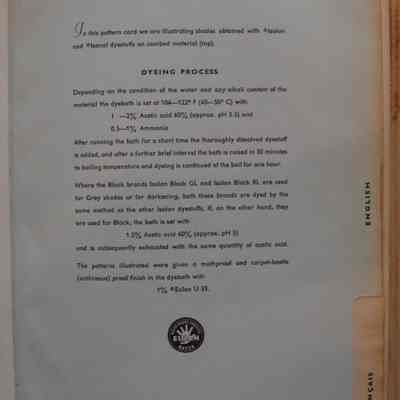 In this pattern card we are illustrating shades obtained with ®Isolan
and ®Neonal dyestuffs on combed material (top).
DYEING PROCESS
Depending on the condition of the water and any alkali content of the
material the dyebath is set at 104—122° F (40—50° C) with:
1 —2% Acetic acid 60% (approx. pH 5.5) and
0.5—1% Ammonia
After running the bath for a short time the thoroughly dissolved dyestuff
is added, and after a further brief interval the bath is raised in 30 minutes
to boiling temperature and dyeing is continued at the boil for one hour.
Where the Black brands Isolan Black GL and Isolan Black RL are used
for Grey shades or for darkening, both these brands are dyed by the
same method as the other Isolan dyestuffs, if, on the other hand, they
are used for Black, the bath is set with
1.5% Acetic acid 60% (approx. pH 5)
and is subsequently exhausted with the same quantity of acetic acid.
The patterns illustrated were given a mothproof and carpet-beetle
(anthrenus) proof finish in the dyebath with
1% ®Eulan U 33.
EULAN
BAYER
ENGLISH
NÇAIS